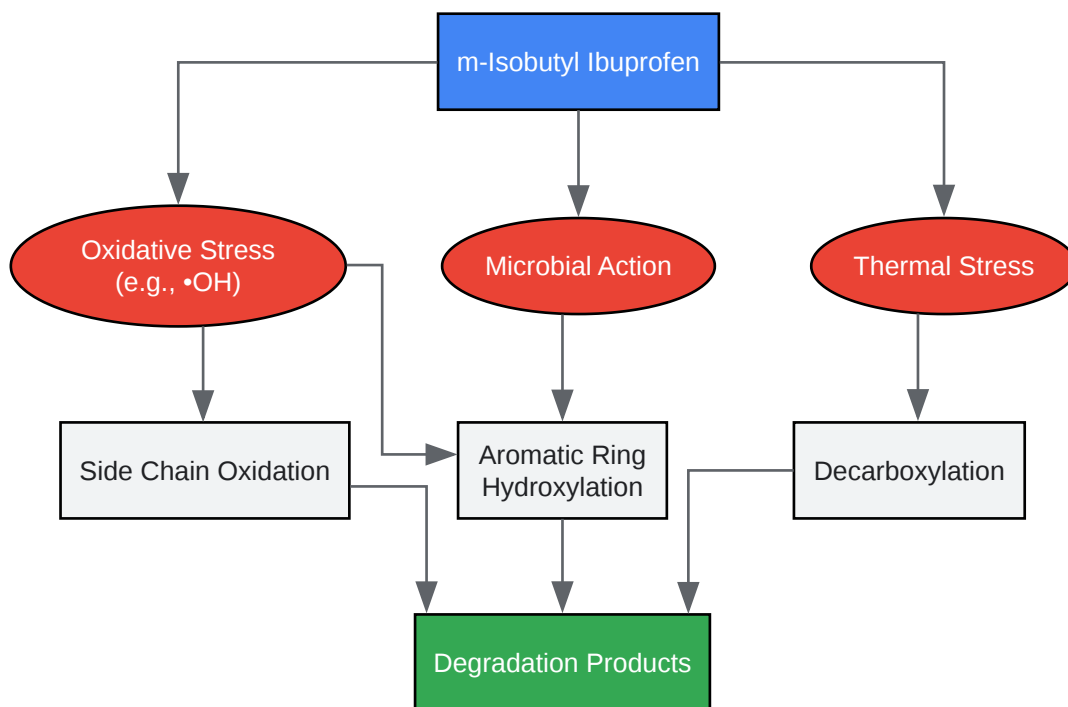 m-Isobutyl Ibuprofen
Oxidative Stress
(e.g., •OH)
Microbial Action
Thermal Stress
Side Chain Oxidation
Aromatic Ring
Hydroxylation
Decarboxylation
Degradation Products